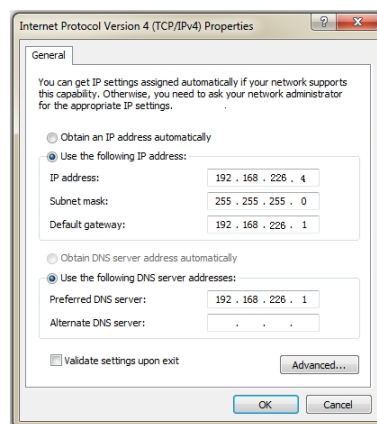 Internet Protocol Version 4 (TCP/IPv4) Properties
General
You can get IP settings assigned automatically if your network supports
this capability. Otherwise, you need to ask your network administrator
for the appropriate IP settings.
Obtain an IP address automatically
Use the following IP address:
IP address: 192 . 168 . 226 . 4
Subnet mask: 255 . 255 . 255 . 0
Default gateway: 192 . 168 . 226 . 1
Obtain DNS server address automatically
Use the following DNS server addresses:
Preferred DNS server: 192 . 168 . 226 . 1
Alternate DNS server: . . .
Validate settings upon exit
Advanced...
OK Cancel